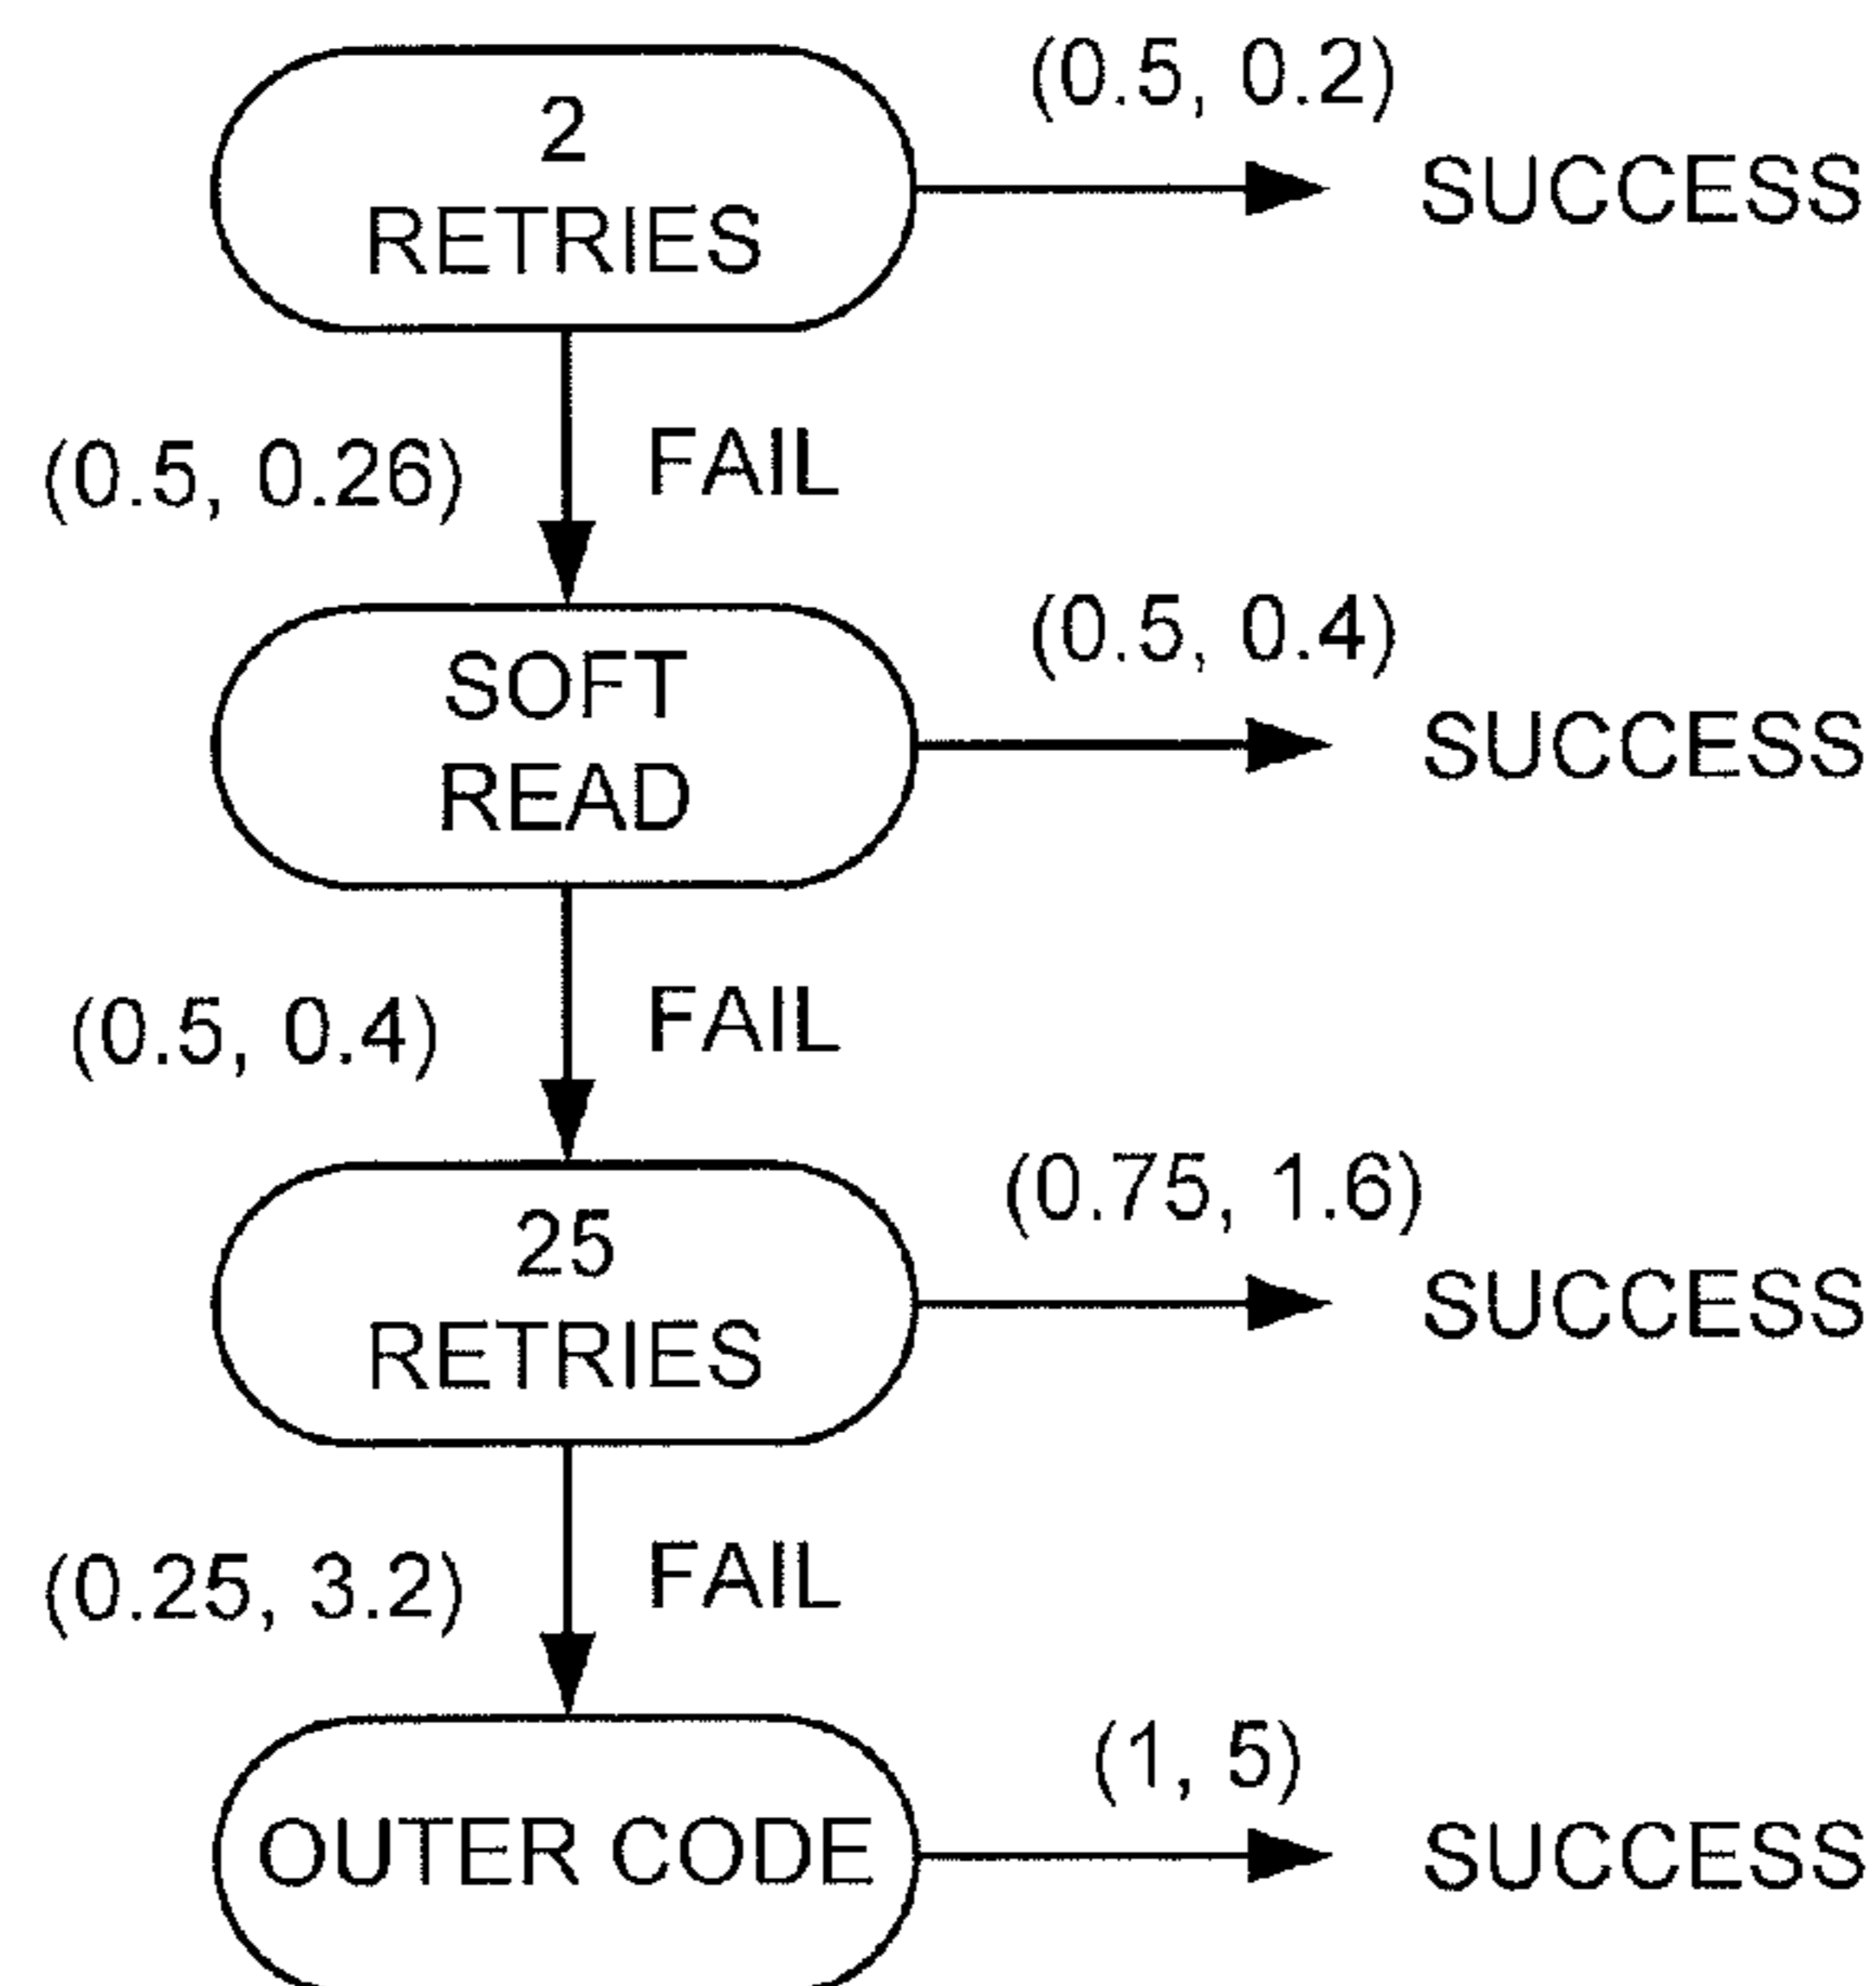 (0.5, 0.2)
2
RETRIES
SUCCESS
(0.5, 0.26)
FAIL
(0.5, 0.4)
SOFT
READ
SUCCESS
(0.5, 0.4)
FAIL
(0.75, 1.6)
25
RETRIES
SUCCESS
(0.25, 3.2)
FAIL
(1, 5)
OUTER CODE
SUCCESS